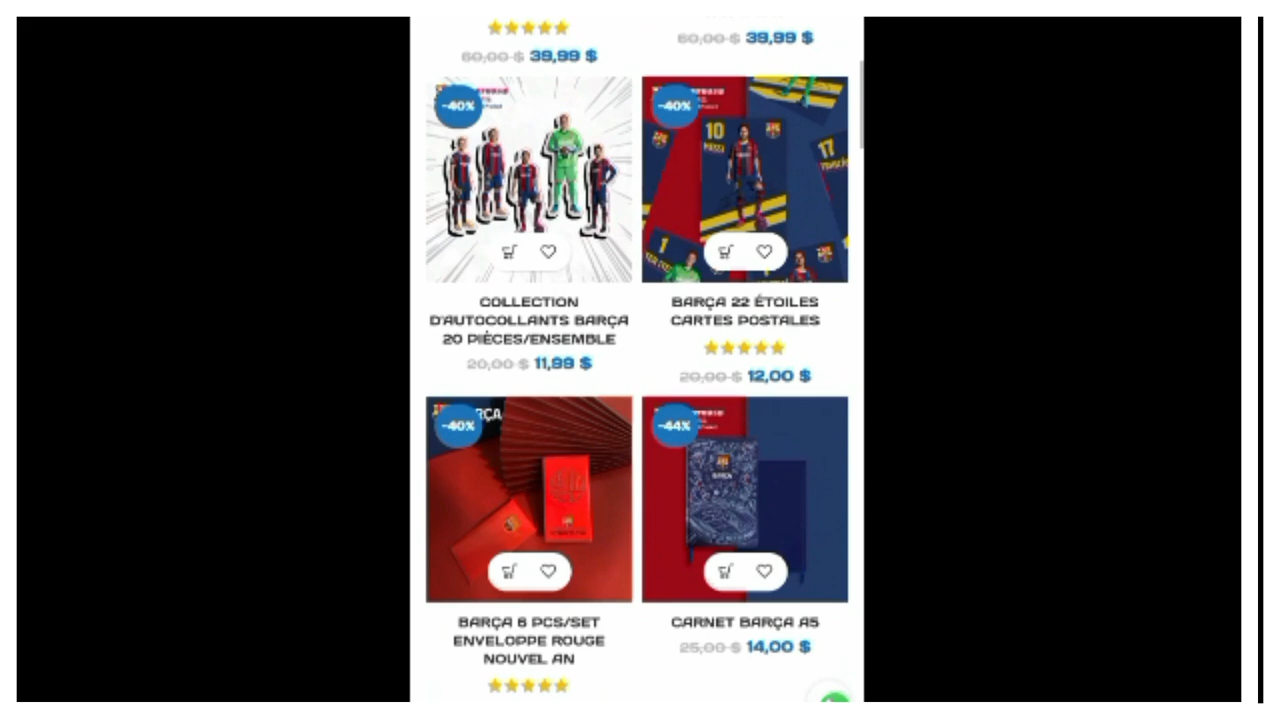 60,00 $ 39,99 $
60,00 $ 39,99 $
-40%
-40%
10
17
1
COLLECTION
D'AUTOCOLLANTS BARÇA
20 PIÈCES/ENSEMBLE
20,00 $ 11,99 $
BARÇA 22 ÉTOILES
CARTES POSTALES
20,00 $ 12,00 $
-40%
-44%
BARÇA 6 PCS/SET
ENVELOPPE ROUGE
NOUVEL AN
CARNET BARÇA A5
25,00 $ 14,00 $